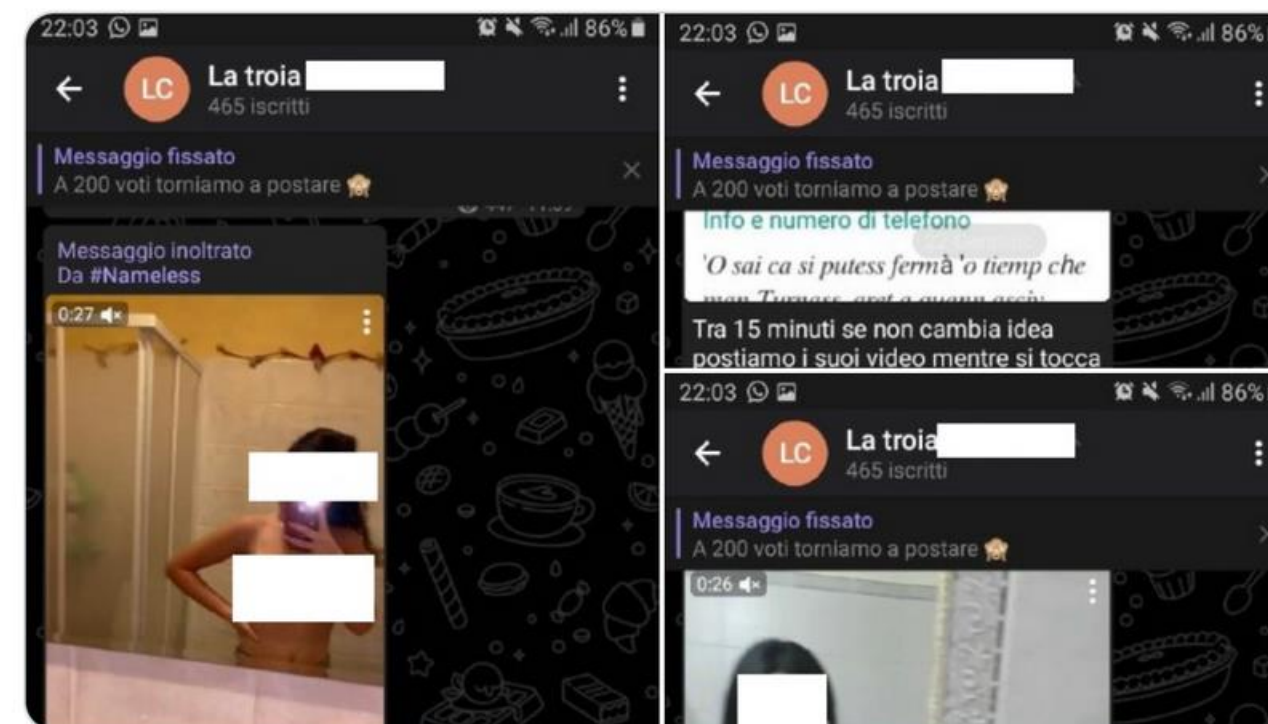 22:03
86%
La troia
465 iscritti
LC
Messaggio fissato
A 200 voti torniamo a postare
Messaggio inoltrato
Da #Nameless
0:27
22:03
86%
La troia
465 iscritti
LC
Messaggio fissato
A 200 voti torniamo a postare
Info e numero di telefono
'O sai ca si putess fermà 'o tiemp che
Tra 15 minuti se non cambia idea
postiamo i suoi video mentre si tocca
22:03
86%
La troia
465 iscritti
LC
Messaggio fissato
A 200 voti torniamo a postare
0:26